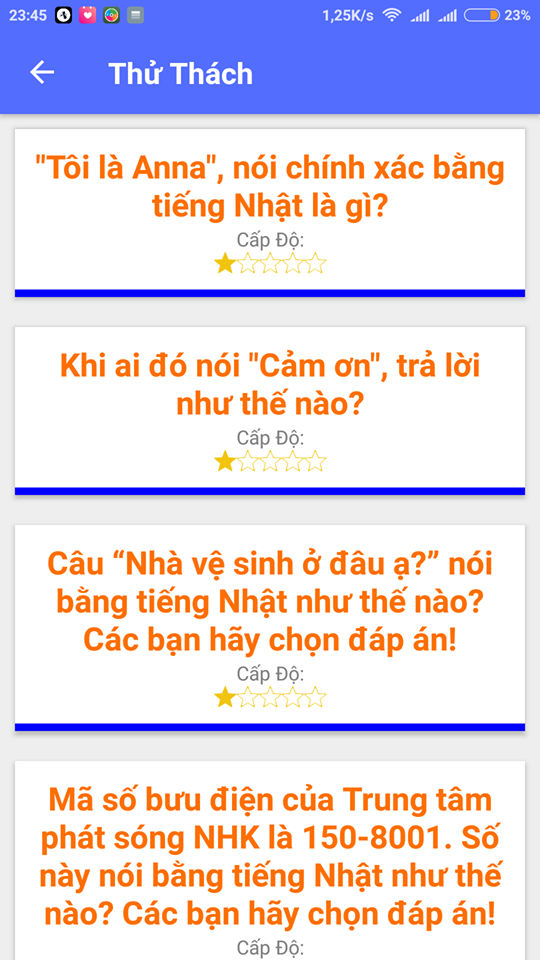 23:45 1,25K/s 23%
Thử Thách
"Tôi là Anna", nói chính xác bằng
tiếng Nhật là gì?
Cấp Độ:
Khi ai đó nói "Cảm ơn", trả lời
như thế nào?
Cấp Độ:
Câu “Nhà vệ sinh ở đâu ạ?” nói
bằng tiếng Nhật như thế nào?
Các bạn hãy chọn đáp án!
Cấp Độ:
Mã số bưu điện của Trung tâm
phát sóng NHK là 150-8001. Số
này nói bằng tiếng Nhật như thế
nào? Các bạn hãy chọn đáp án!
Cấp Độ: